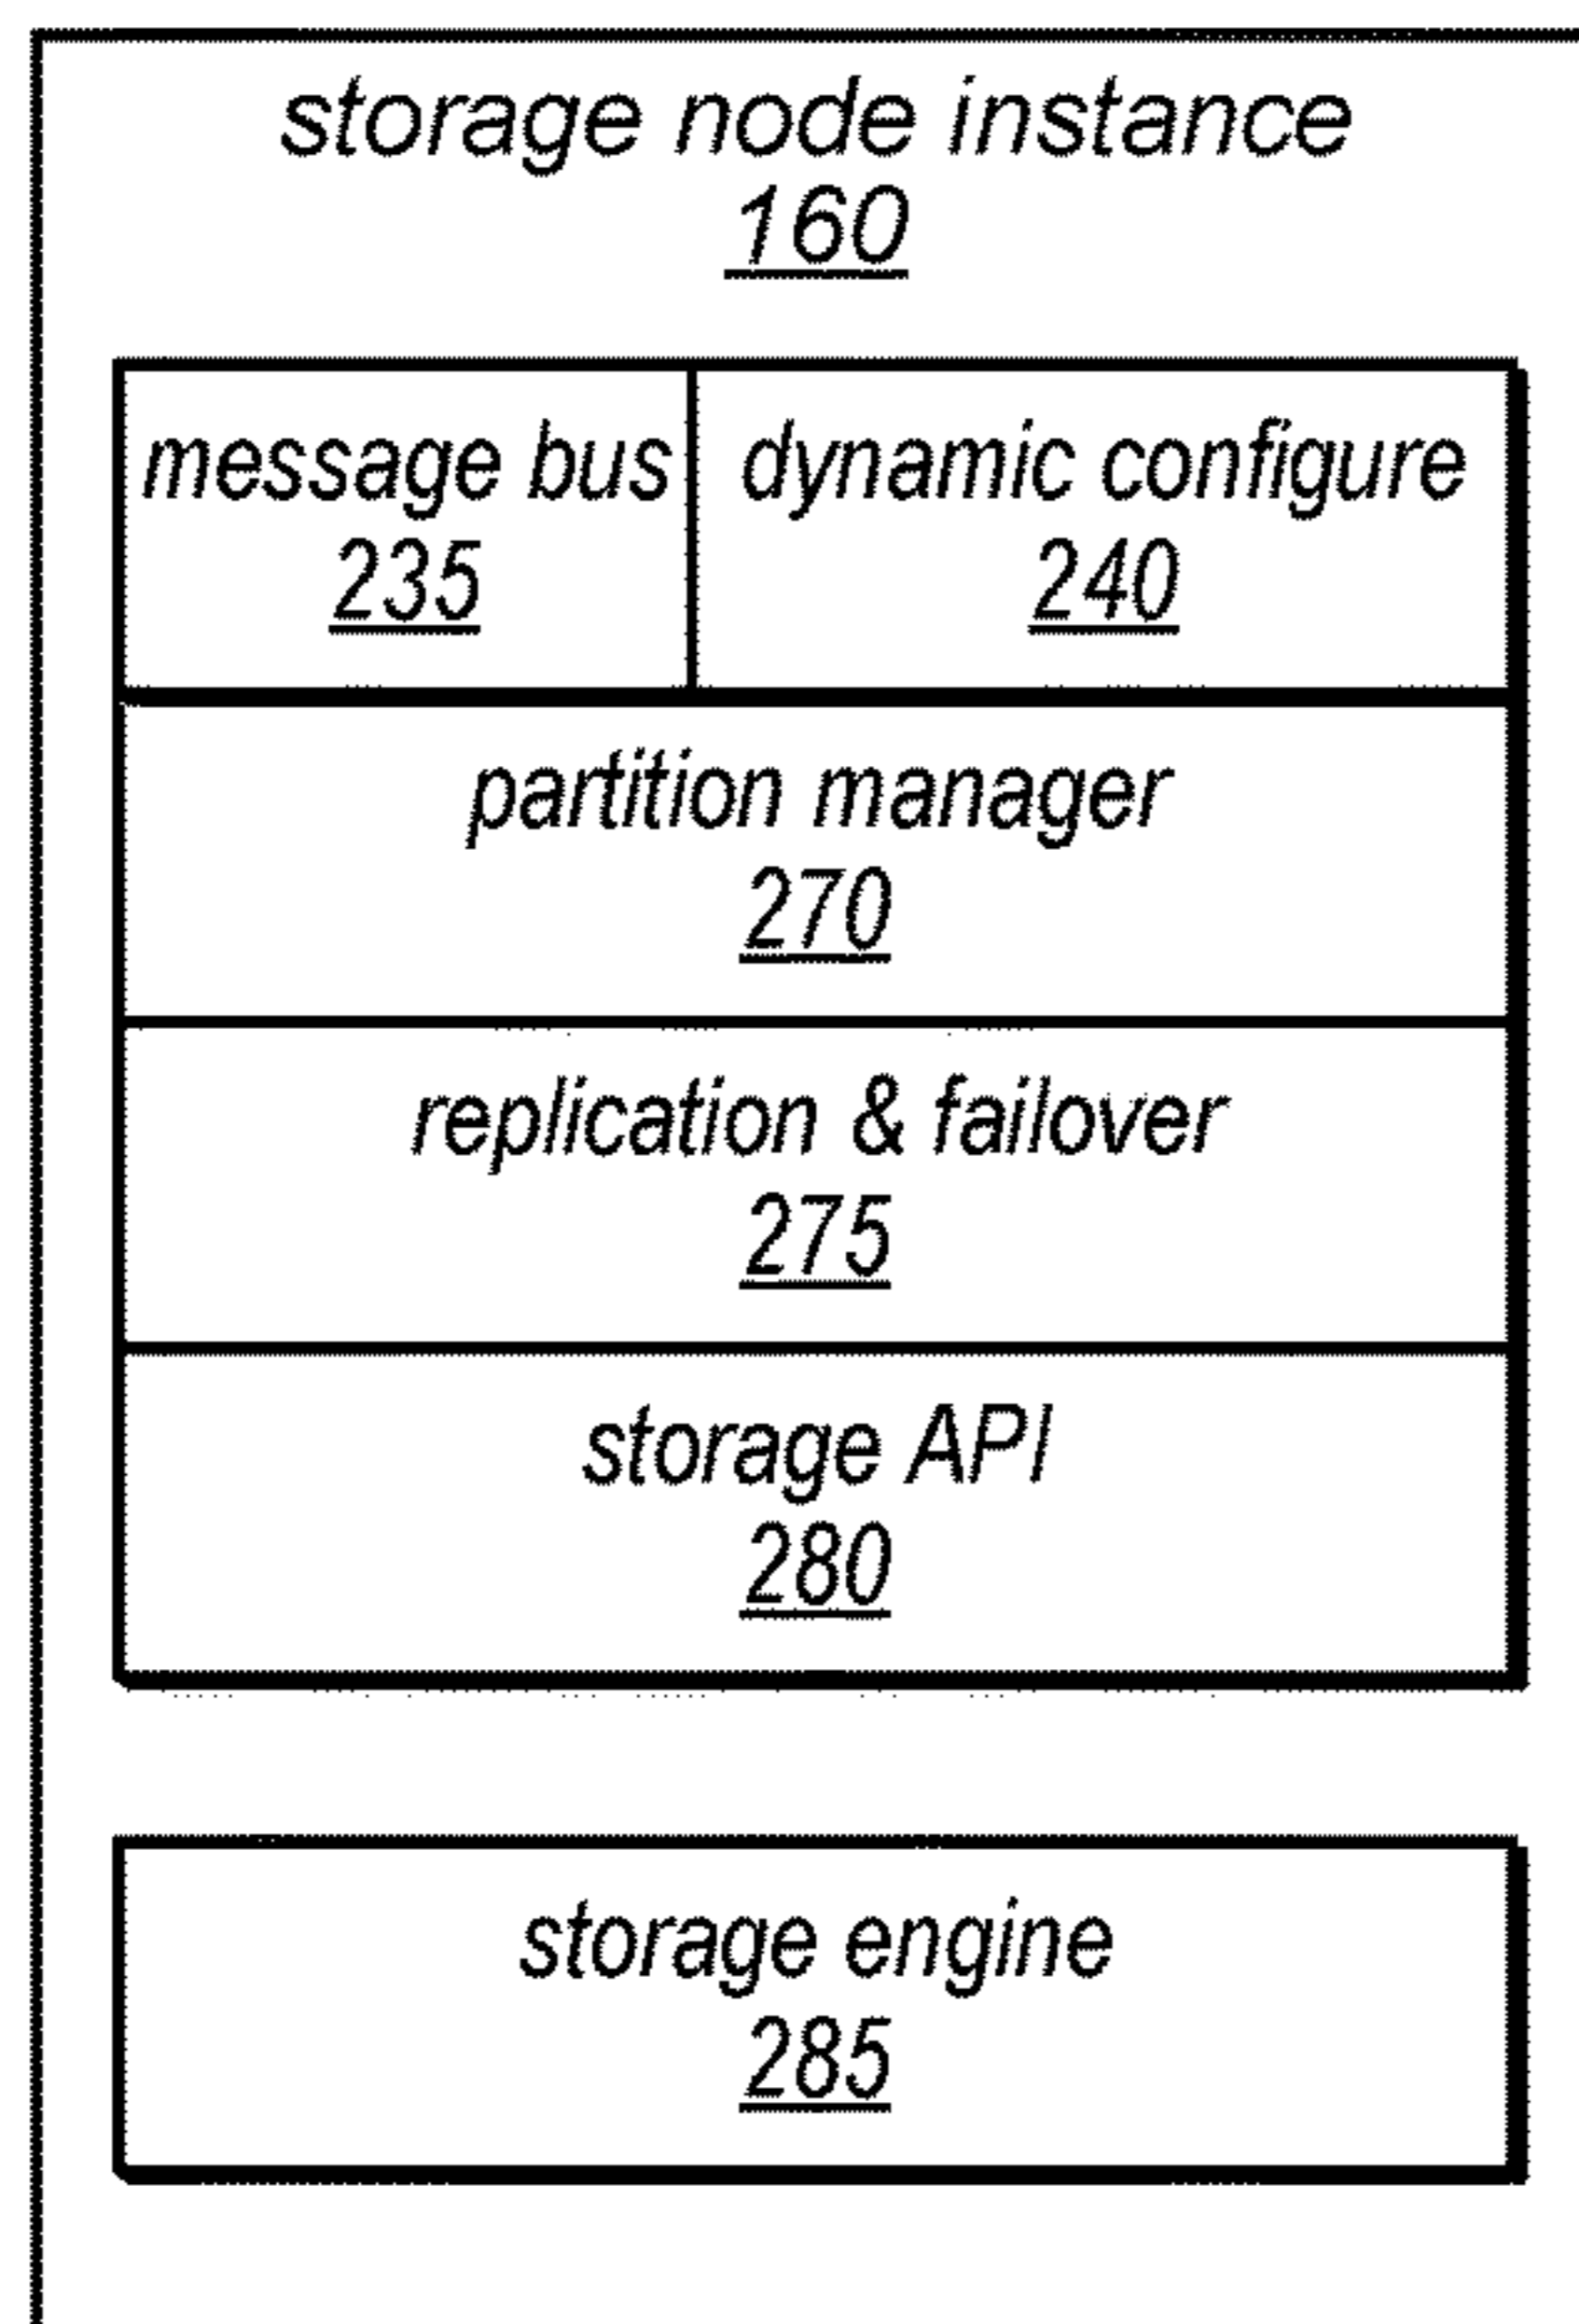 storage node instance
160
message bus
235
dynamic configure
240
partition manager
270
replication & failover
275
storage API
280
storage engine
285